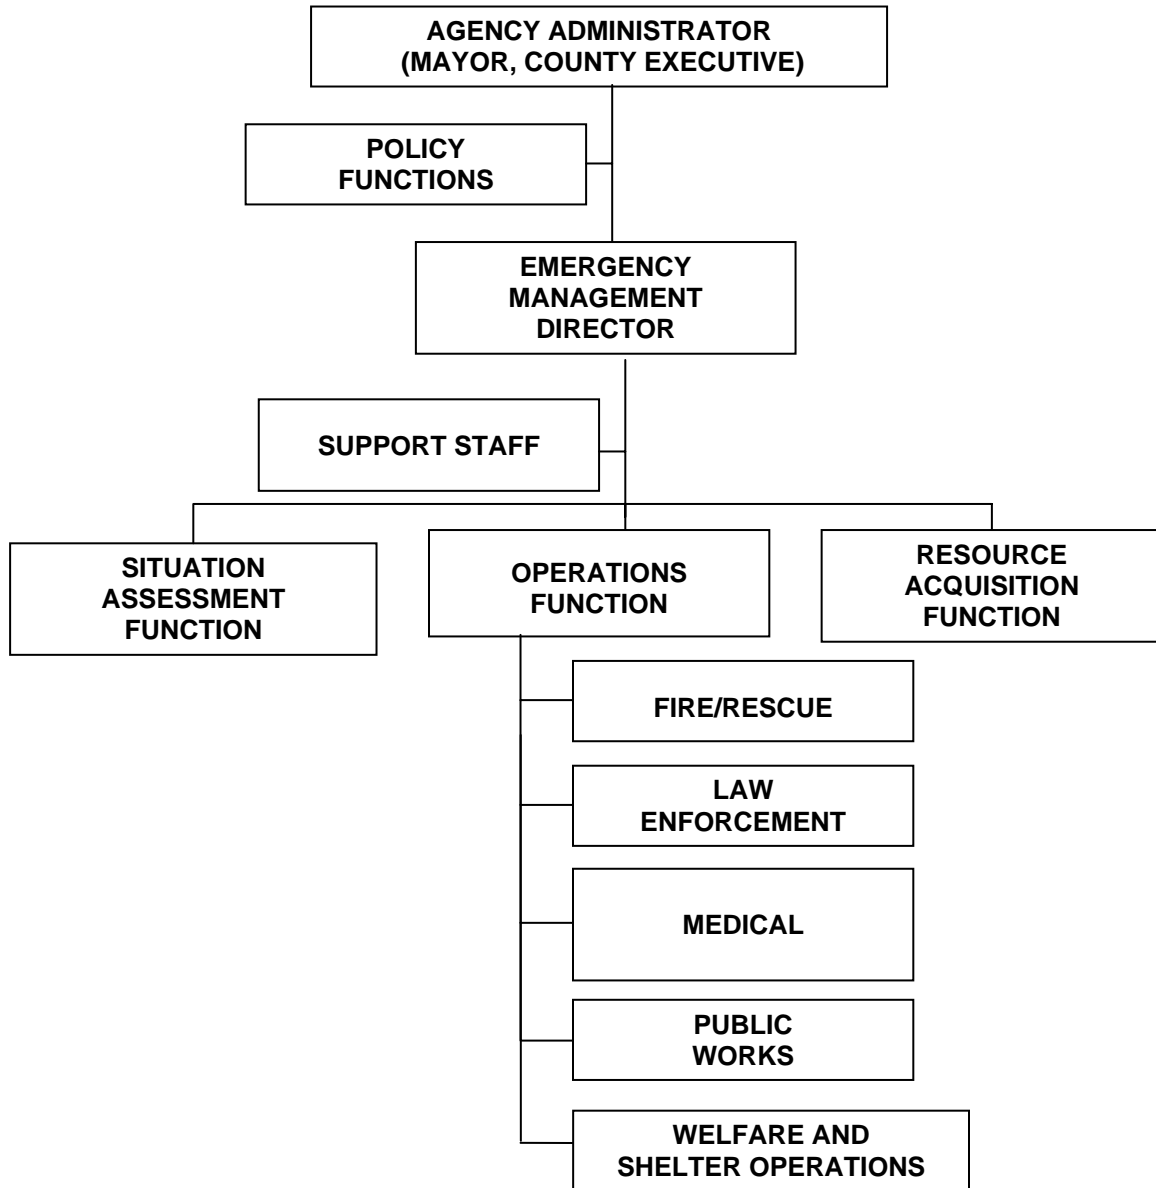 AGENCY ADMINISTRATOR
(MAYOR, COUNTY EXECUTIVE)
POLICY
FUNCTIONS
EMERGENCY
MANAGEMENT
DIRECTOR
SUPPORT STAFF
SITUATION
ASSESSMENT
FUNCTION
OPERATIONS
FUNCTION
RESOURCE
ACQUISITION
FUNCTION
FIRE/RESCUE
LAW
ENFORCEMENT
MEDICAL
PUBLIC
WORKS
WELFARE AND
SHELTER OPERATIONS